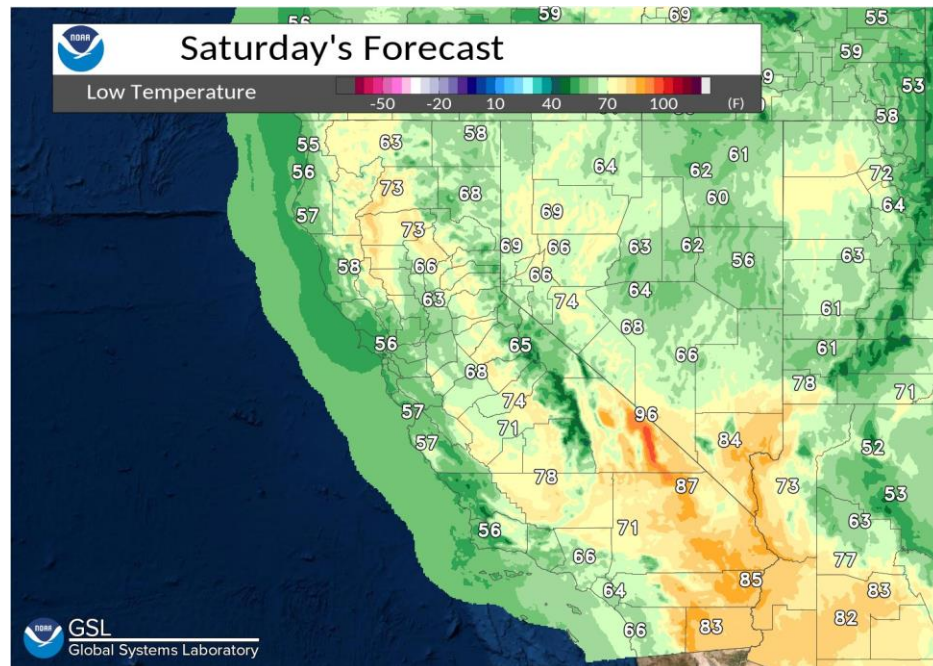 56 59 69 55
NOAA
Saturday's Forecast
59
Low Temperature
-50 -20 10 40 70 100 (F)
53
58
55 63 58 61
56 64 62 72
73 68 60 64
57 69
73
58 66 69 66 63 62 56 63
66
63 74 64 61
68
56 65 66 61
68 78 71
57 74
71 96
57 84 52
78 87 73 53
63
56 71
66 77
64 85 83
66 83 82
NOAA GSL
Global Systems Laboratory